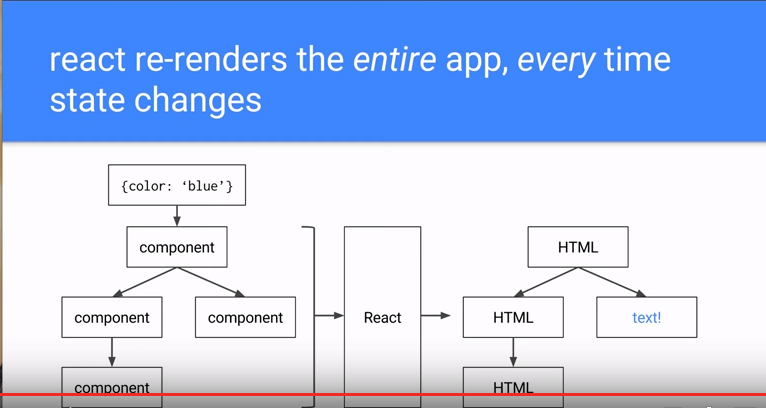 react re-renders the entire app, every time
state changes
{color: ‘blue’}
component
HTML
component
component
React
HTML
text!
component
HTML